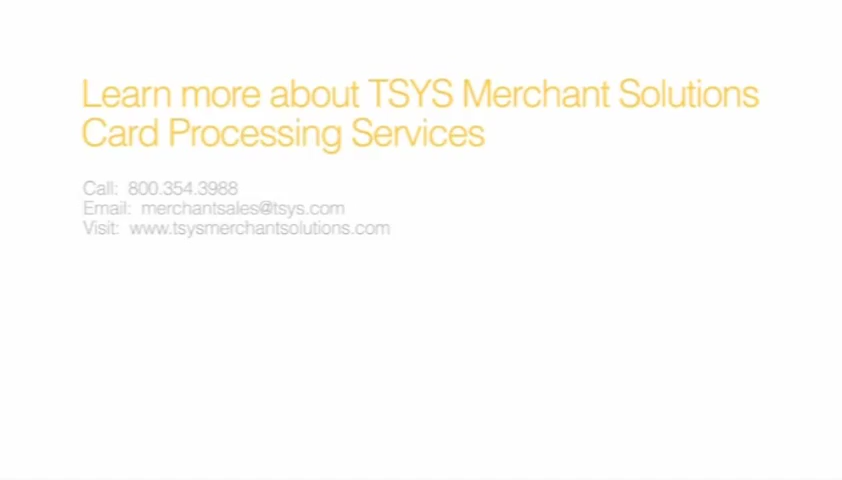 Learn more about TSYS Merchant Solutions
Card Processing Services
Call: 800.354.3988
Email: merchantsales@tsys.com
Visit: www.tsysmerchantsolutions.com